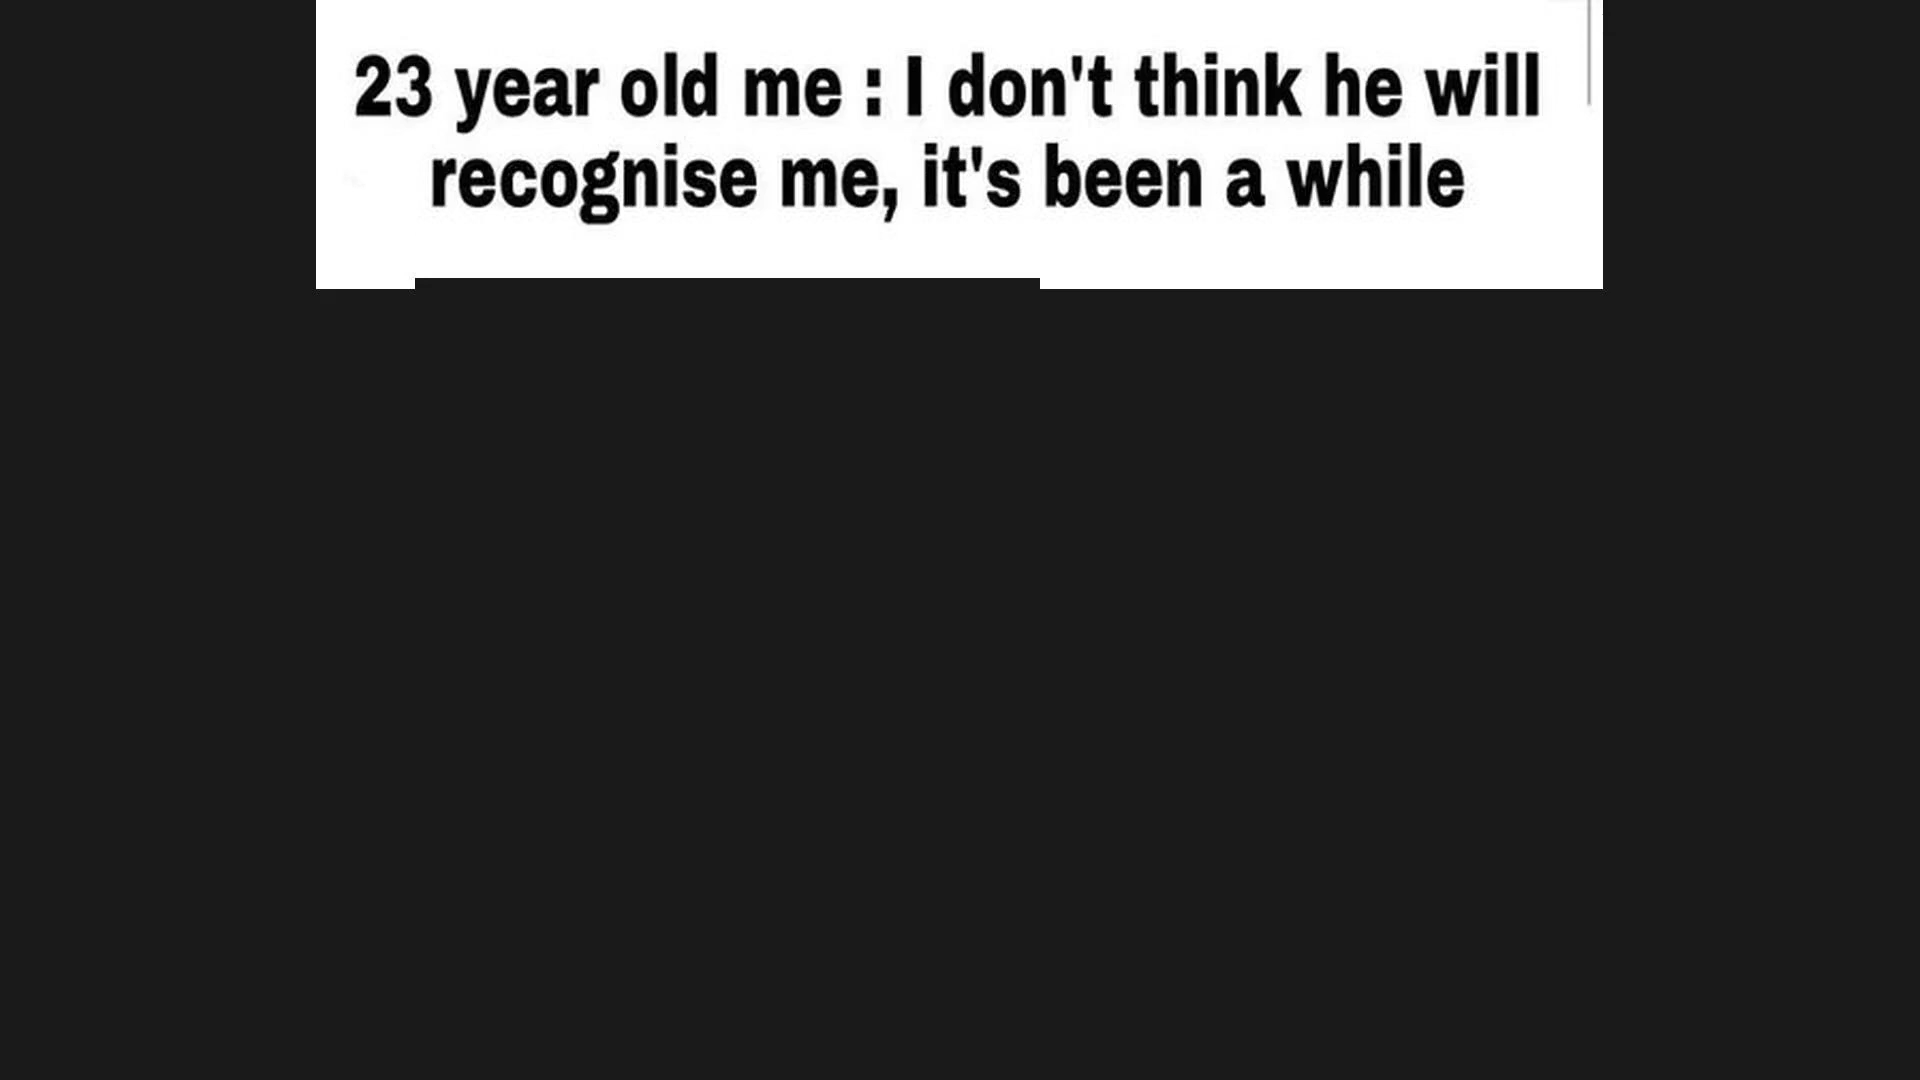 23 year old me : I don't think he will
recognise me, it's been a while